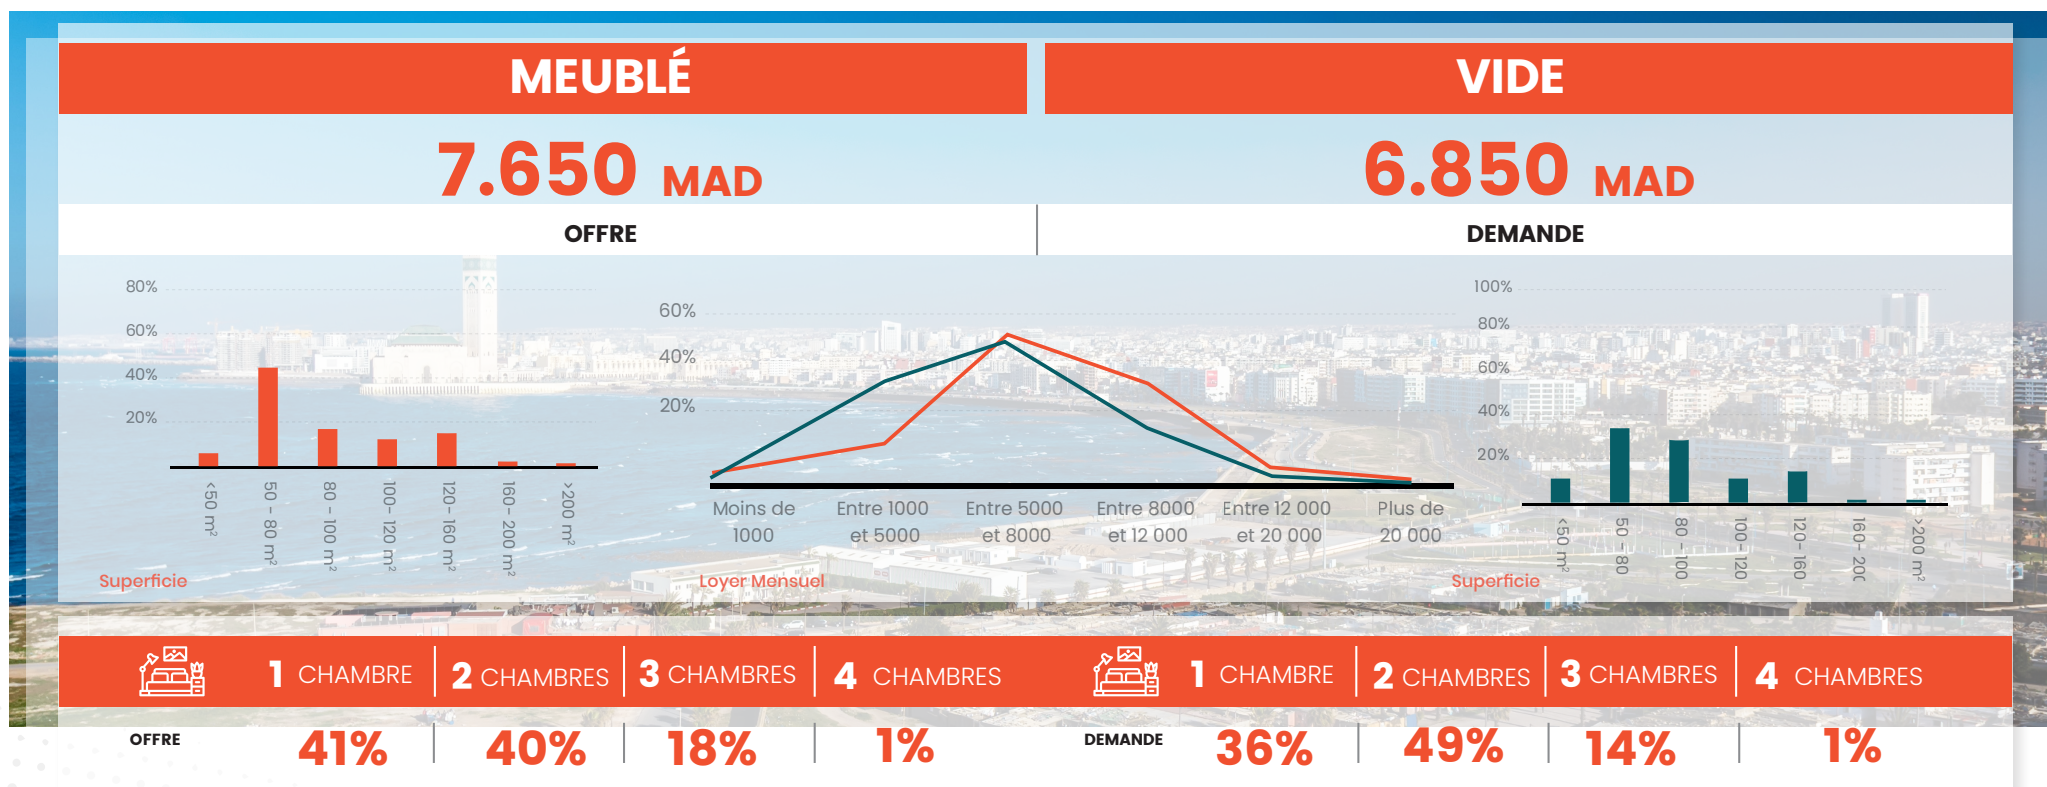 MEUBLÉ
VIDE
7.650 MAD
6.850 MAD
OFFRE
DEMANDE
80%
60%
40%
20%
<50 m²
50 - 80 m²
80 - 100 m²
100- 120 m²
120- 160 m²
160- 200 m²
>200 m²
Superficie
60%
40%
20%
Moins de
1000
Entre 1000
et 5000
Entre 5000
et 8000
Entre 8000
et 12 000
Entre 12 000
et 20 000
Plus de
20 000
Loyer Mensuel
100%
80%
60%
40%
20%
<50 m²
50 - 80
80 - 100
100- 120
120- 160
160- 200
>200 m²
Superficie
1 CHAMBRE
2 CHAMBRES
3 CHAMBRES
4 CHAMBRES
1 CHAMBRE
2 CHAMBRES
3 CHAMBRES
4 CHAMBRES
OFFRE
41%
40%
18%
1%
DEMANDE
36%
49%
14%
1%